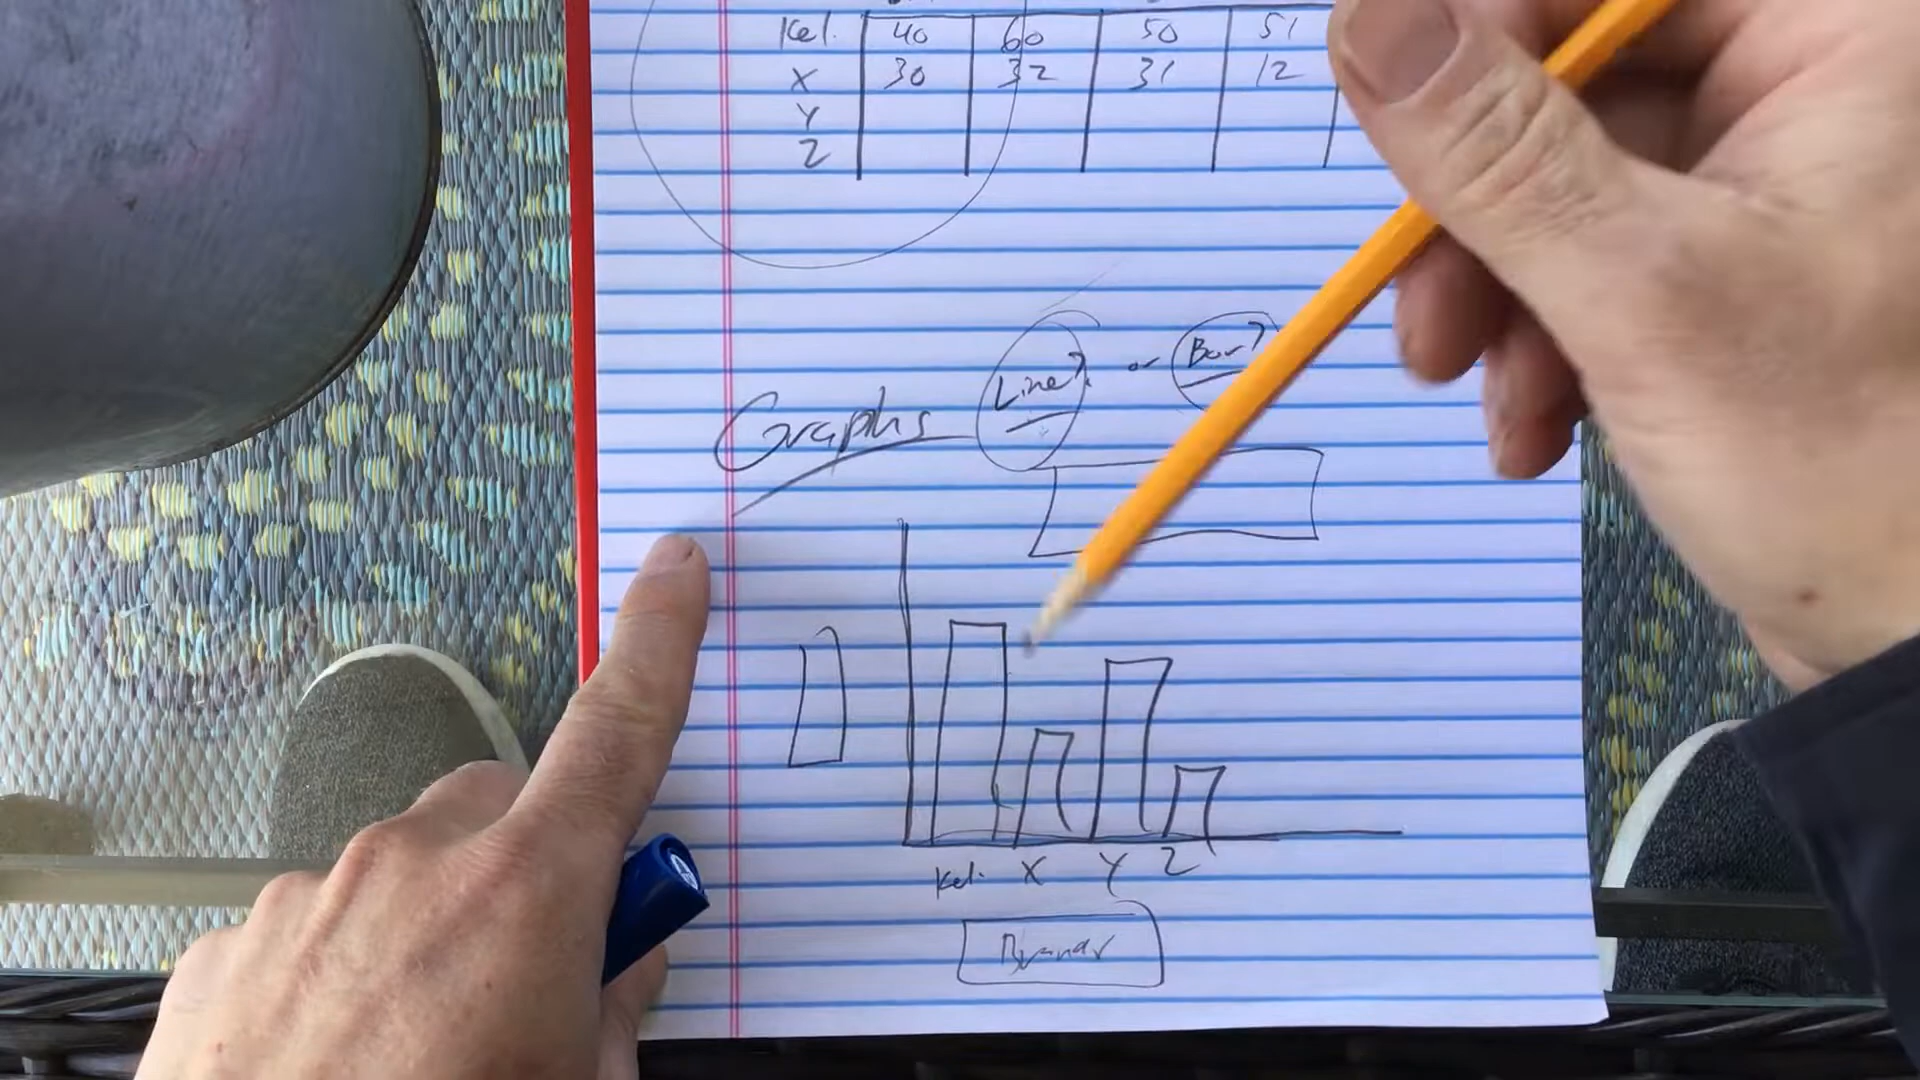 Kel. 40 60 50 51
X 30 32 31 12
Y
Z
Graphs Line? or Bar?
Kel. X Y Z